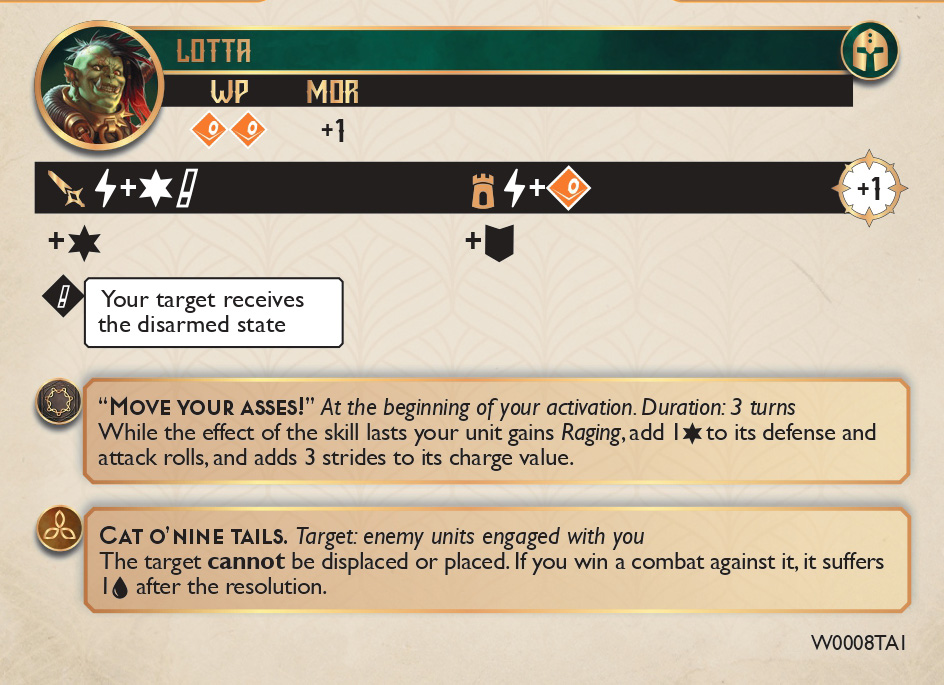 LOTTA
WP MOR
+1
+ + +1
+ +
Your target receives
the disarmed state
“MOVE YOUR ASSES!” At the beginning of your activation. Duration: 3 turns
While the effect of the skill lasts your unit gains Raging, add 1 to its defense and
attack rolls, and adds 3 strides to its charge value.
CAT O’NINE TAILS. Target: enemy units engaged with you
The target cannot be displaced or placed. If you win a combat against it, it suffers
1 after the resolution.
W0008TA1